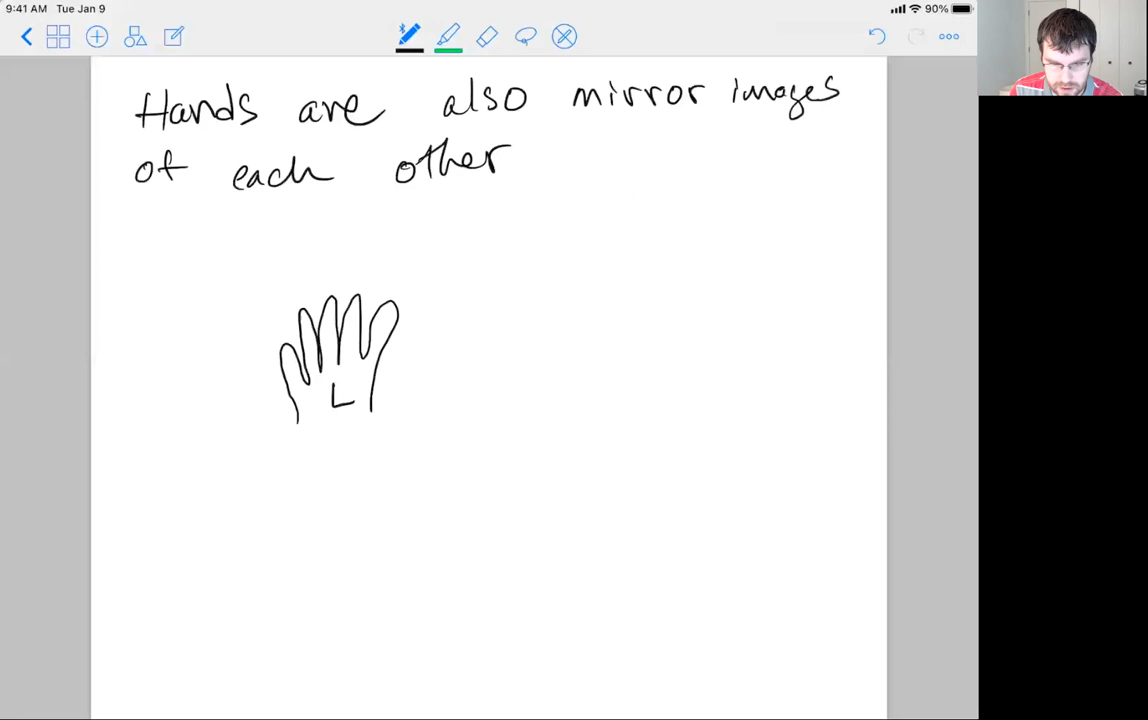 9:41 AM Tue Jan 9 90%
Hands are also mirror images
of each other
L